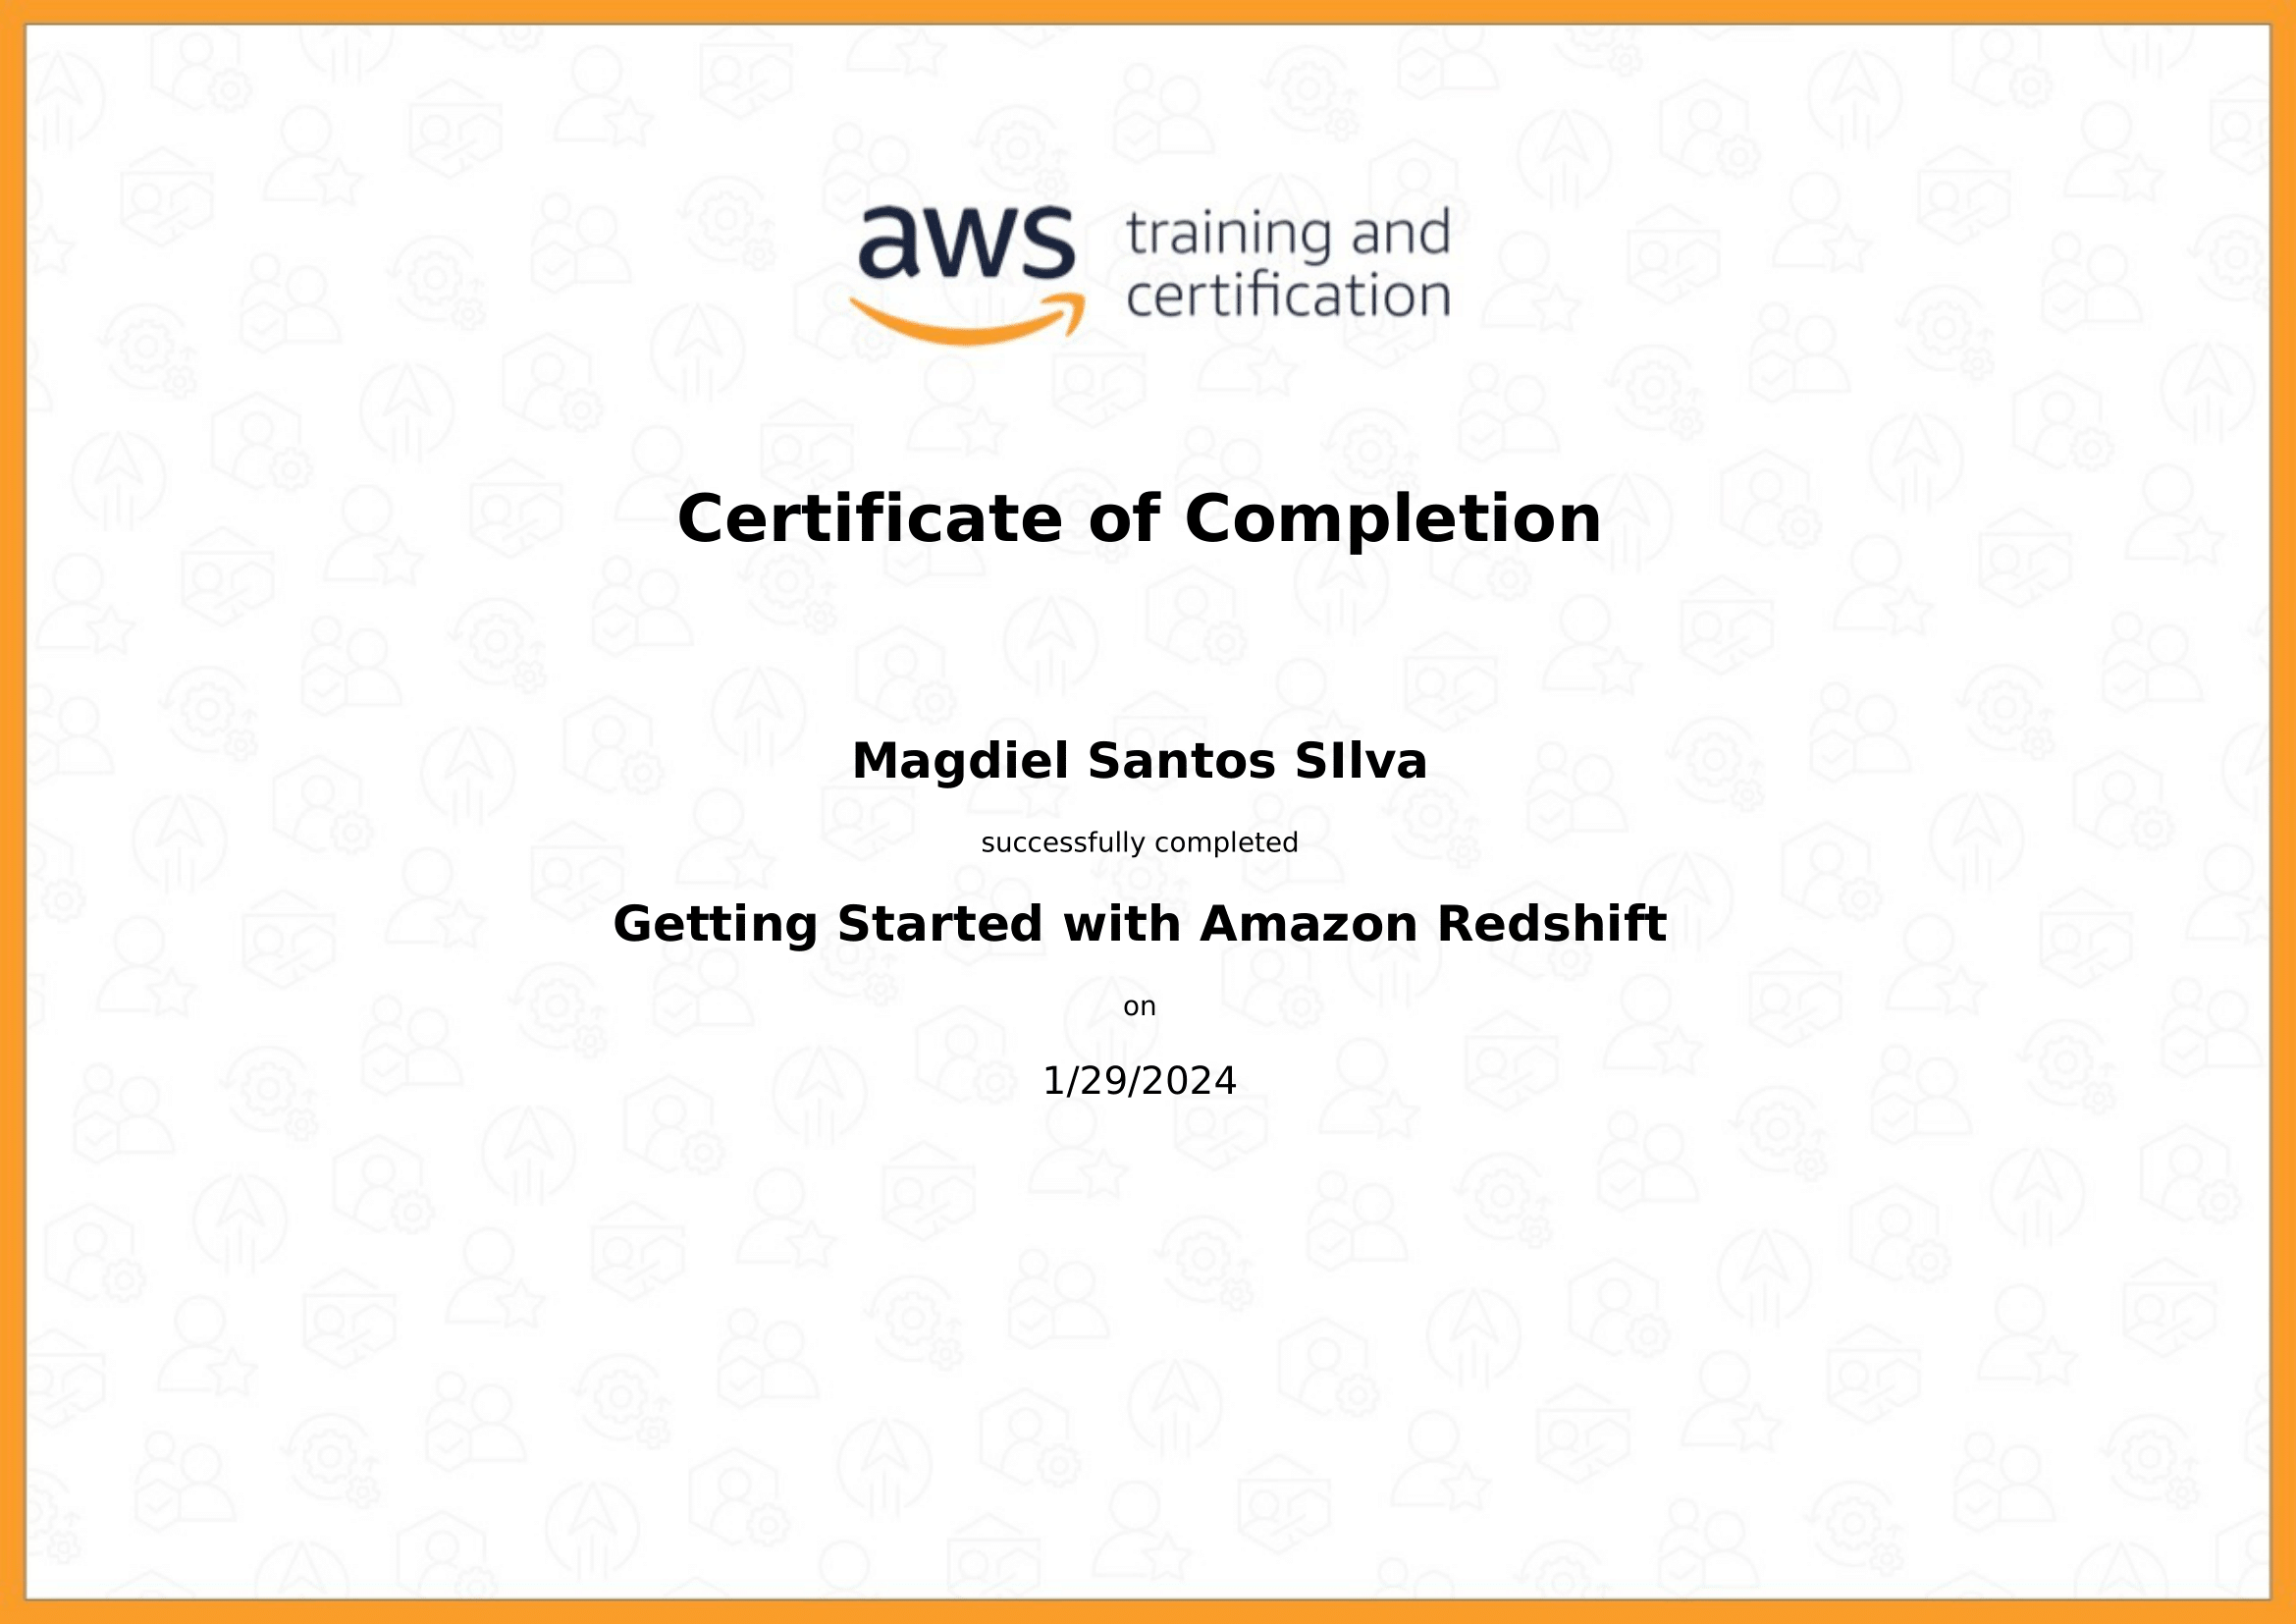 aws training and
certification
Certificate of Completion
Magdiel Santos SIlva
successfully completed
Getting Started with Amazon Redshift
on
1/29/2024